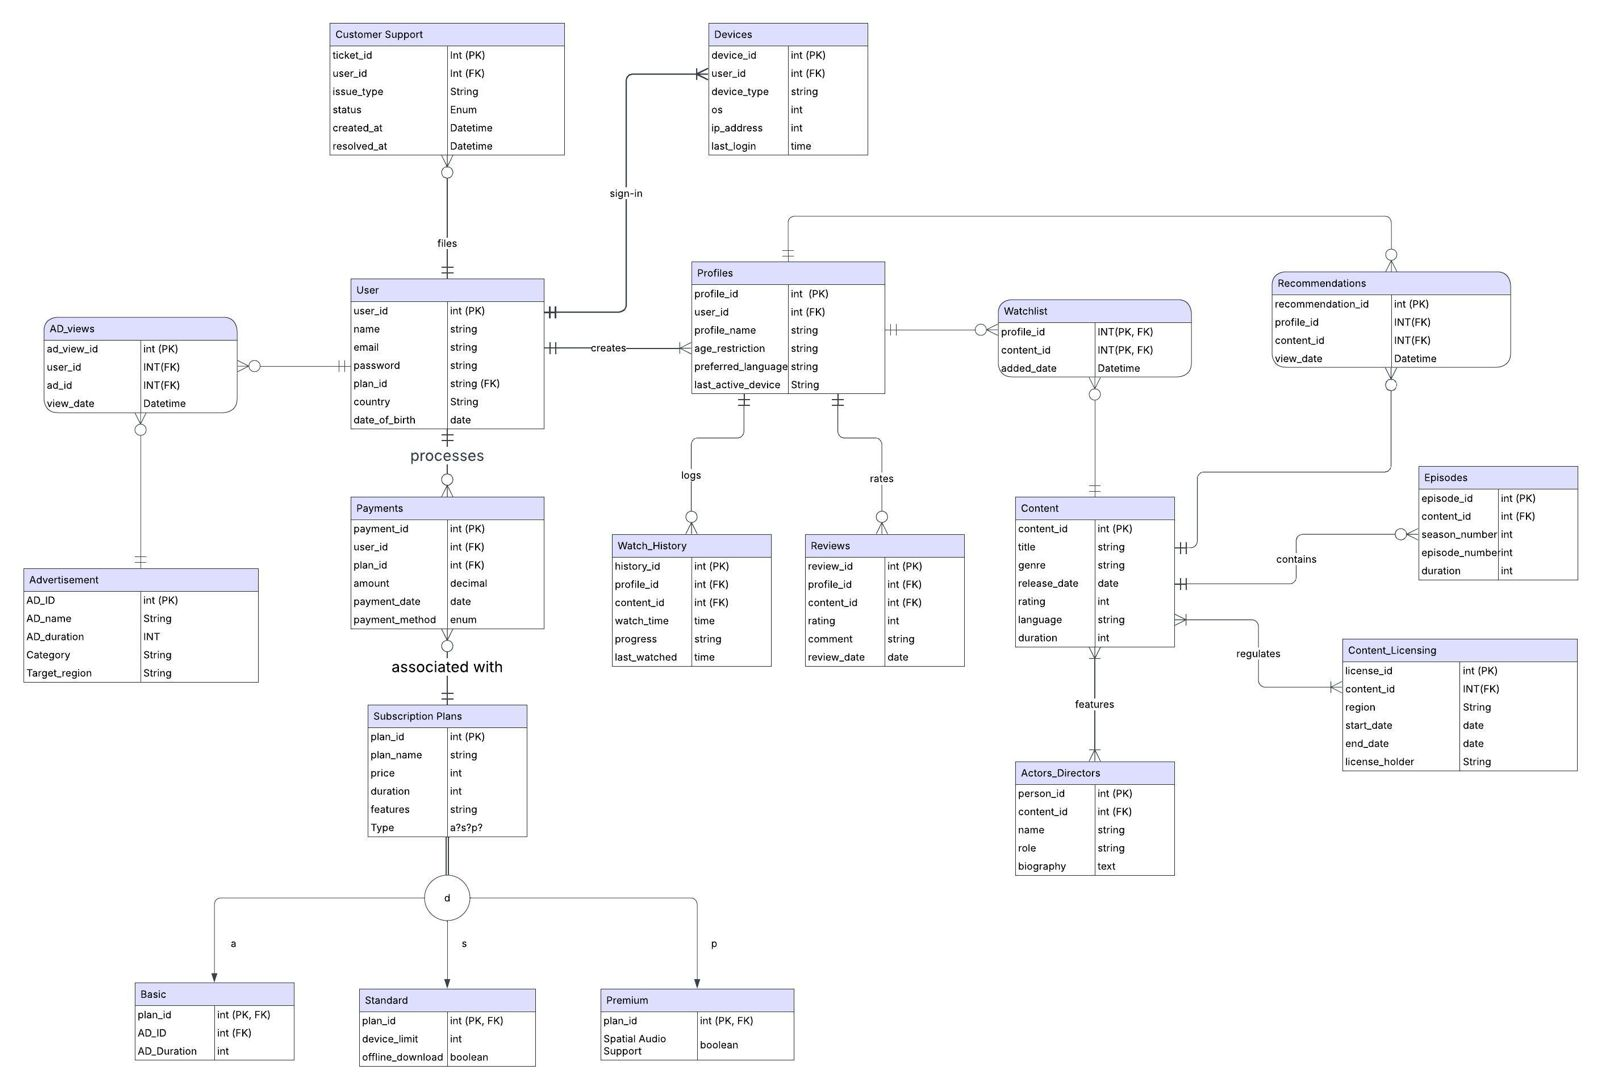 Customer Support
ticket_id Int (PK)
user_id Int (FK)
issue_type String
status Enum
created_at Datetime
resolved_at Datetime
Devices
device_id int (PK)
user_id int (FK)
device_type string
os int
ip_address int
last_login time
sign-in
files
User
user_id int (PK)
name string
email string
password string
plan_id string (FK)
country String
date_of_birth date
creates
Profiles
profile_id int (PK)
user_id int (FK)
profile_name string
age_restriction string
preferred_language string
last_active_device String
Watchlist
profile_id INT(PK, FK)
content_id INT(PK, FK)
added_date Datetime
Recommendations
recommendation_id int (PK)
profile_id INT(FK)
content_id INT(FK)
view_date Datetime
AD_views
ad_view_id int (PK)
user_id INT(FK)
ad_id INT(FK)
view_date Datetime
processes
logs
rates
Payments
payment_id int (PK)
user_id int (FK)
plan_id int (FK)
amount decimal
payment_date date
payment_method enum
Watch_History
history_id int (PK)
profile_id int (FK)
content_id int (FK)
watch_time time
progress string
last_watched time
Reviews
review_id int (PK)
profile_id int (FK)
content_id int (FK)
rating int
comment string
review_date date
Content
content_id int (PK)
title string
genre string
release_date date
rating int
language string
duration int
Episodes
episode_id int (PK)
content_id int (FK)
season_number int
episode_number int
duration int
contains
Advertisement
AD_ID int (PK)
AD_name String
AD_duration INT
Category String
Target_region String
regulates
Content_Licensing
license_id int (PK)
content_id INT(FK)
region String
start_date date
end_date date
license_holder String
associated with
features
Subscription Plans
plan_id int (PK)
plan_name string
price int
duration int
features string
Type a?s?p?
Actors_Directors
person_id int (PK)
content_id int (FK)
name string
role string
biography text
d
a
s
p
Basic
plan_id int (PK, FK)
AD_ID int (FK)
AD_Duration int
Standard
plan_id int (PK, FK)
device_limit int
offline_download boolean
Premium
plan_id int (PK, FK)
Spatial Audio
Support boolean